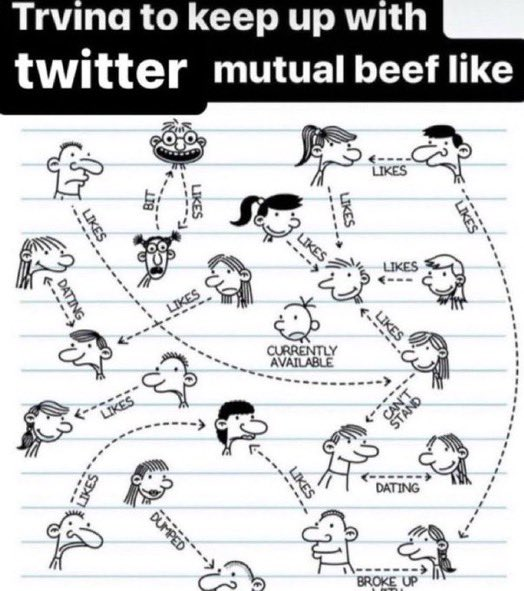 Trying to keep up with
twitter mutual beef like
LIKES
BIT
LIKES
LIKES
LIKES
LIKES
LIKES
LIKES
DATING
LIKES
LIKES
CURRENTLY
AVAILABLE
LIKES
CAN'T
STAND
LIKES
DATING
LIKES
DUMPED
BROKE UP
WITH